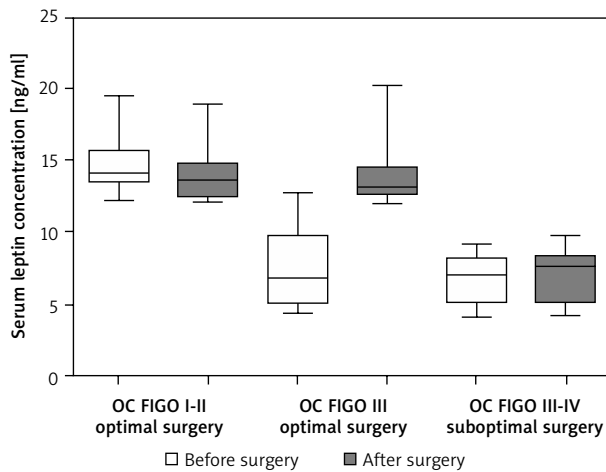 Serum leptin concentration [ng/ml]
25
20
15
10
5
0
OC FIGO I-II
optimal surgery
OC FIGO III
optimal surgery
OC FIGO III-IV
suboptimal surgery
Before surgery
After surgery